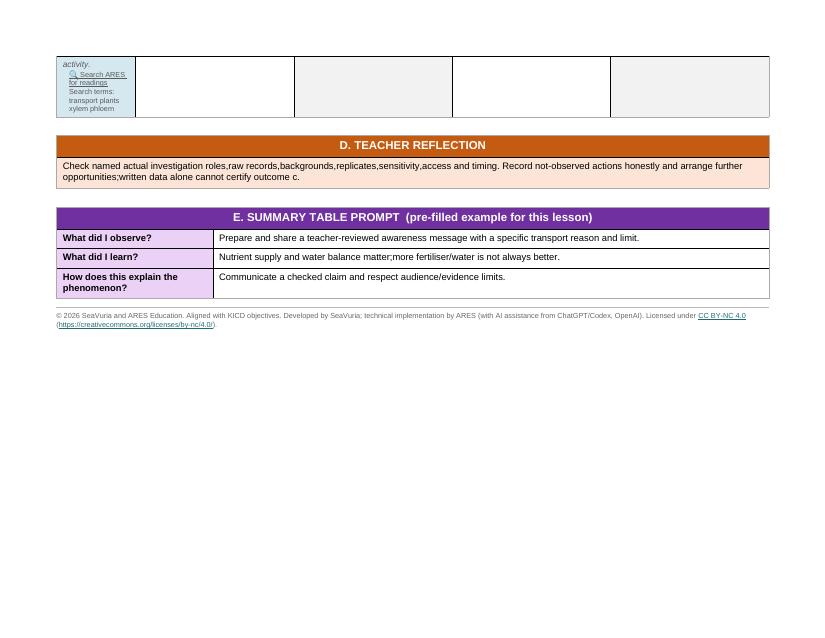 activity.
🔍 Search ARES
for readings
Search terms:
transport plants
xylem phloem
D. TEACHER REFLECTION
Check named actual investigation roles,raw records,backgrounds,replicates,sensitivity,access and timing. Record not-observed actions honestly and arrange further
opportunities;written data alone cannot certify outcome c.
E. SUMMARY TABLE PROMPT  (pre-filled example for this lesson)
What did I observe?
Prepare and share a teacher-reviewed awareness message with a specific transport reason and limit.
What did I learn?
Nutrient supply and water balance matter;more fertiliser/water is not always better.
How does this explain the
phenomenon?
Communicate a checked claim and respect audience/evidence limits.
© 2026 SeaVuria and ARES Education. Aligned with KICD objectives. Developed by SeaVuria; technical implementation by ARES (with AI assistance from ChatGPT/Codex, OpenAI). Licensed under CC BY-NC 4.0
(https://creativecommons.org/licenses/by-nc/4.0/).